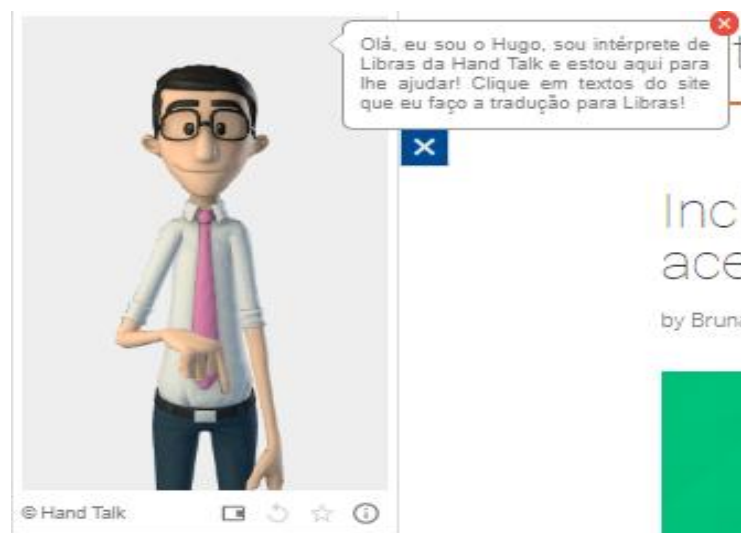 Olá, eu sou o Hugo, sou intérprete de
Libras da Hand Talk e estou aqui para
lhe ajudar! Clique em textos do site
que eu faço a tradução para Libras!
Inc
ace
by Bruna
© Hand Talk